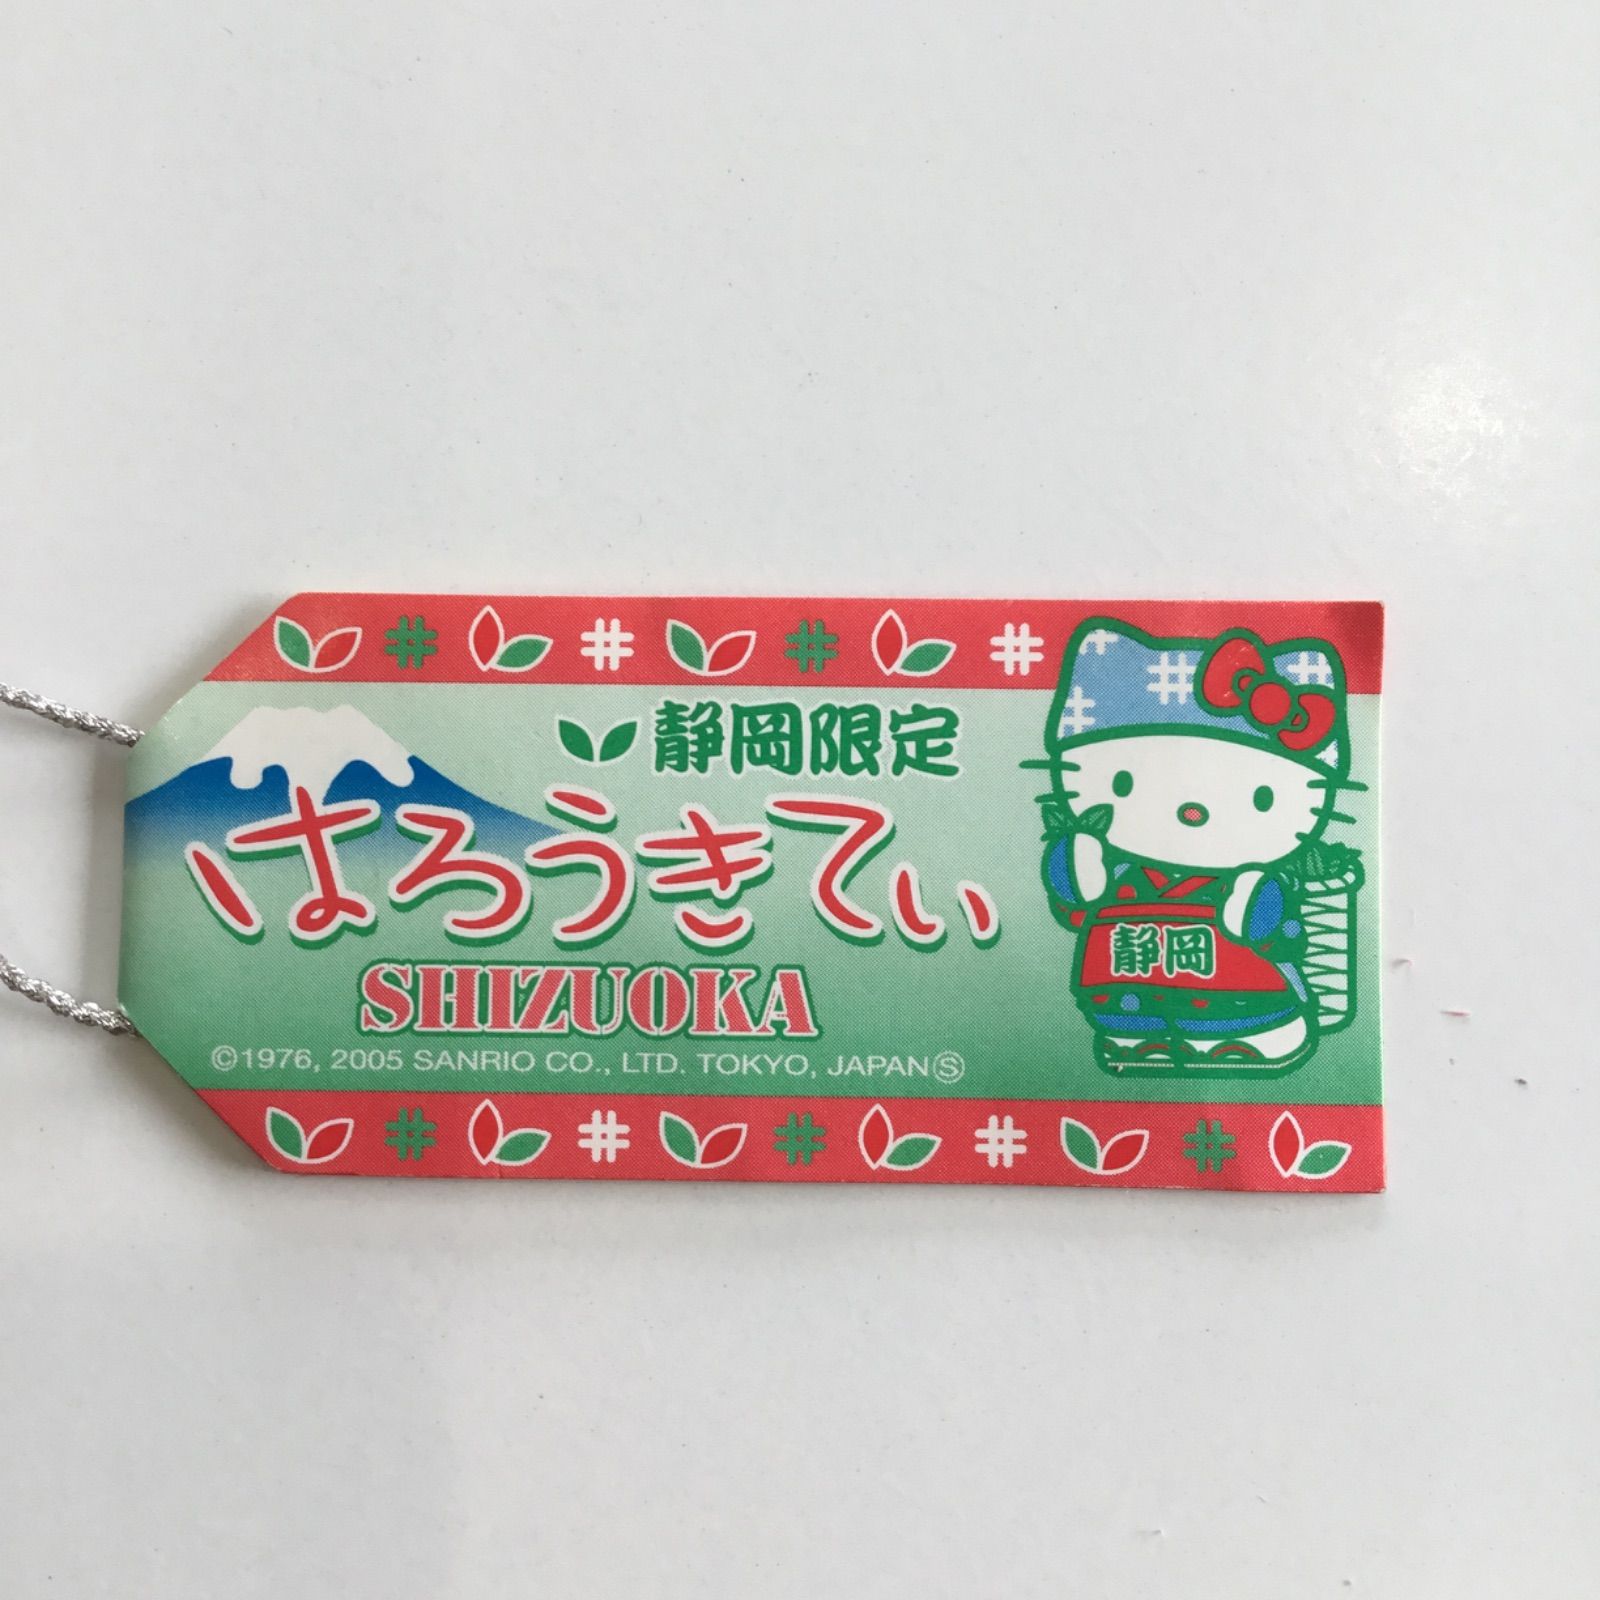 静岡限定
はろうきてぃ
SHIZUOKA
©1976, 2005 SANRIO CO., LTD. TOKYO, JAPANⓈ
静岡